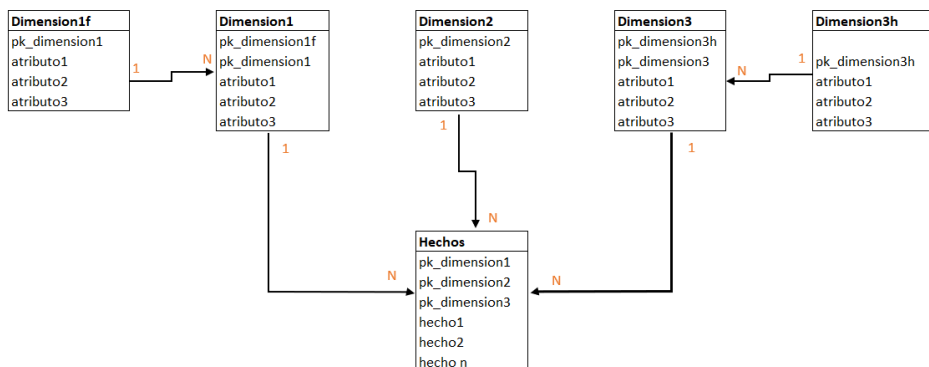 Dimension1f
pk_dimension1
atributo1
atributo2
atributo3
1
N
Dimension1
pk_dimension1f
pk_dimension1
atributo1
atributo2
atributo3
1
Dimension2
pk_dimension2
atributo1
atributo2
atributo3
1
N
Dimension3
pk_dimension3h
pk_dimension3
atributo1
atributo2
atributo3
1
N
1
Dimension3h
pk_dimension3h
atributo1
atributo2
atributo3
N
N
Hechos
pk_dimension1
pk_dimension2
pk_dimension3
hecho1
hecho2
hecho n